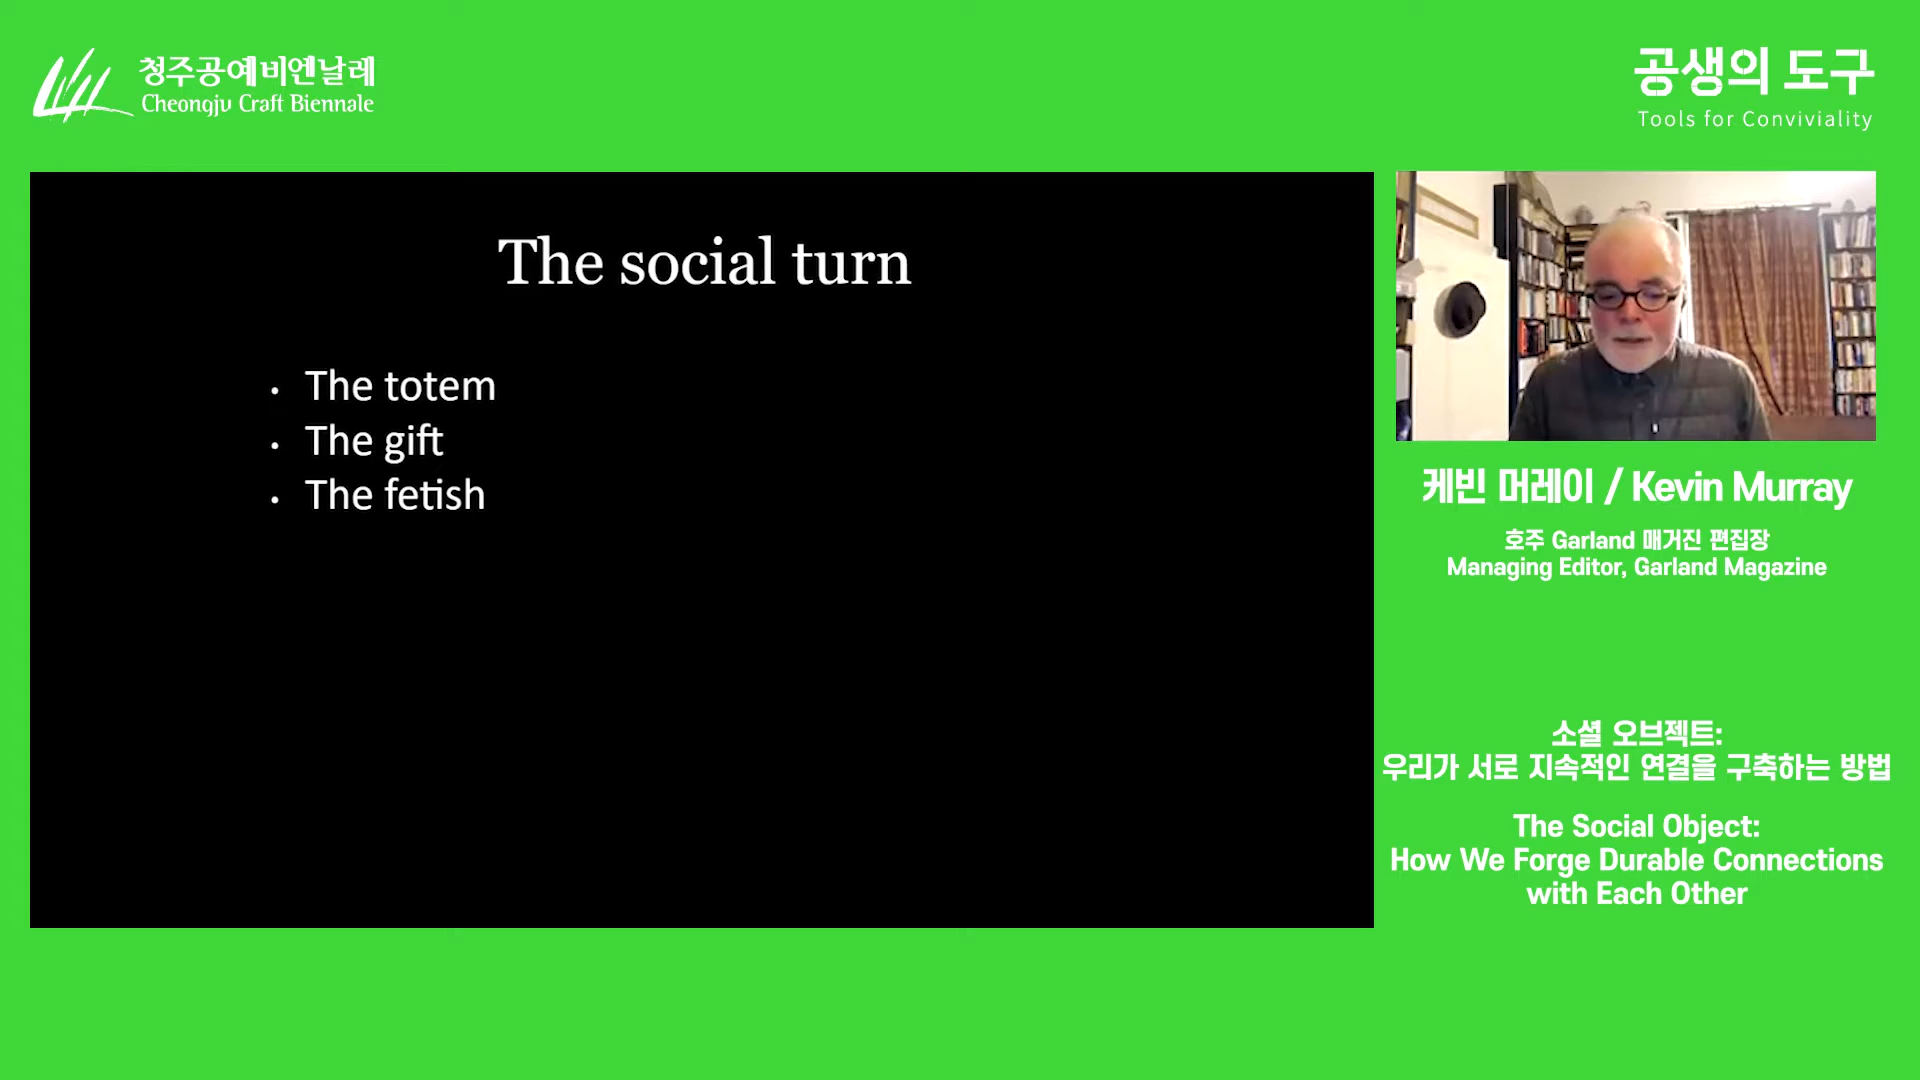 청주공예비엔날레
Cheongju Craft Biennale
공생의 도구
Tools for Conviviality
The social turn
• The totem
• The gift
• The fetish
케빈 머레이 / Kevin Murray
호주 Garland 매거진 편집장
Managing Editor, Garland Magazine
소셜 오브젝트:
우리가 서로 지속적인 연결을 구축하는 방법
The Social Object:
How We Forge Durable Connections
with Each Other